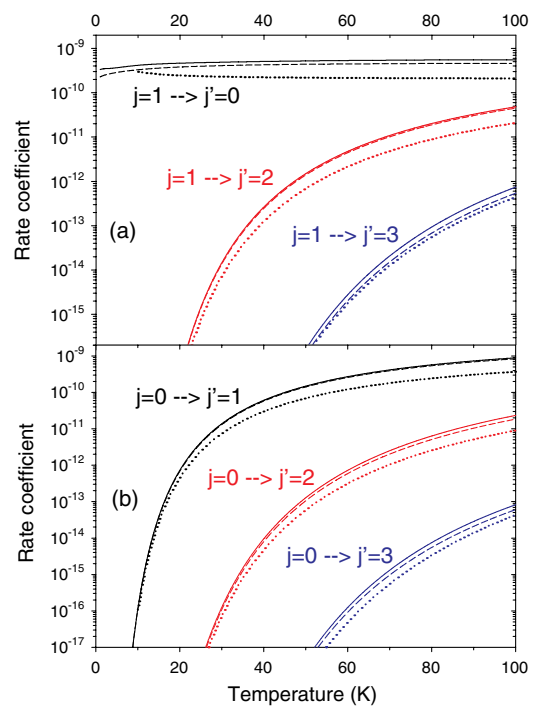 0 20 40 60 80 100
10⁻⁹
10⁻¹⁰
j=1 --> j'=0
10⁻¹¹
j=1 --> j'=2
10⁻¹²
10⁻¹³
(a)
j=1 --> j'=3
10⁻¹⁴
10⁻¹⁵
Rate coefficient
10⁻⁹
10⁻¹⁰
j=0 --> j'=1
10⁻¹¹
10⁻¹²
j=0 --> j'=2
10⁻¹³
(b)
10⁻¹⁴
j=0 --> j'=3
10⁻¹⁵
10⁻¹⁶
10⁻¹⁷
Rate coefficient
0 20 40 60 80 100
Temperature (K)